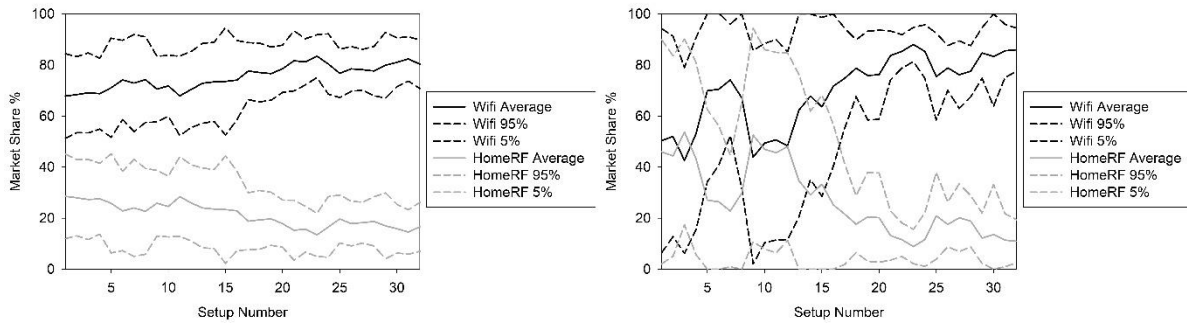 100
80
60
40
20
0
Market Share %
5 10 15 20 25 30
Setup Number
Wifi Average
Wifi 95%
Wifi 5%
HomeRF Average
HomeRF 95%
HomeRF 5%
100
80
60
40
20
0
Market Share %
5 10 15 20 25 30
Setup Number
Wifi Average
Wifi 95%
Wifi 5%
HomeRF Average
HomeRF 95%
HomeRF 5%